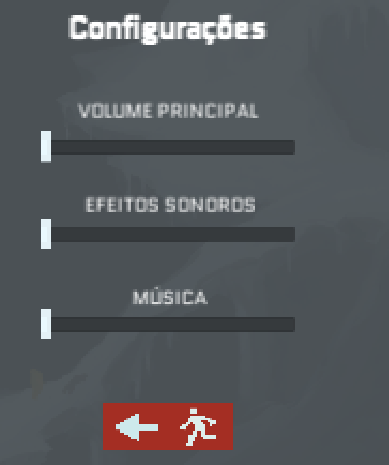 Configurações
VOLUME PRINCIPAL
EFEITOS SONOROS
MÚSICA